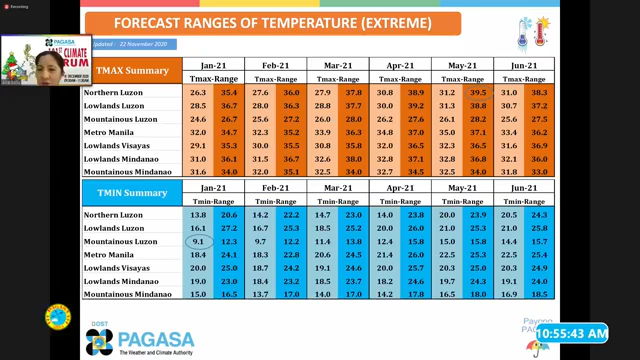 Recording
PAGASA
CLIMATE
FORECAST RANGES OF TEMPERATURE (EXTREME)
Updated : 22 November 2020
TMAX Summary Jan-21 Feb-21 Mar-21 Apr-21 May-21 Jun-21
Tmax-Range Tmax-Range Tmax-Range Tmax-Range Tmax-Range Tmax-Range
Northern Luzon 26.3 35.4 27.6 36.0 27.9 37.8 30.8 38.9 31.2 39.5 31.0 38.3
Lowlands Luzon 28.5 36.7 28.0 36.3 28.6 37.7 30.0 39.2 31.3 38.8 30.7 37.2
Mountainous Luzon 24.6 26.7 25.6 27.2 26.0 28.0 26.2 27.6 26.1 28.2 25.6 27.5
Metro Manila 32.0 34.7 32.3 35.2 33.9 36.3 34.8 37.0 35.0 37.1 33.4 36.2
Lowlands Visayas 29.1 35.3 30.0 35.5 30.8 35.8 32.0 36.5 32.3 36.5 31.6 36.9
Lowlands Mindanao 31.0 36.1 31.5 36.7 32.6 38.0 32.8 37.1 32.8 36.8 32.1 36.0
Mountainous Mindanao 31.6 34.0 32.0 35.1 32.5 34.0 32.7 34.5 32.5 34.0 31.8 33.0
TMIN Summary Jan-21 Feb-21 Mar-21 Apr-21 May-21 Jun-21
Tmin-Range Tmin-Range Tmin-Range Tmin-Range Tmin-Range Tmin-Range
Northern Luzon 13.8 20.6 14.2 22.2 14.7 23.0 14.0 23.8 20.0 23.9 20.5 24.3
Lowlands Luzon 16.1 27.2 16.7 25.3 18.5 25.2 20.0 26.0 21.0 25.3 21.0 25.8
Mountainous Luzon 9.1 12.3 9.7 12.2 11.4 13.8 12.4 15.8 15.0 15.8 14.4 15.7
Metro Manila 18.4 24.1 18.3 22.8 20.6 24.5 21.4 26.0 22.5 25.3 22.5 25.4
Lowlands Visayas 20.0 25.0 18.7 24.2 19.1 24.6 20.0 25.7 20.0 25.3 20.3 24.9
Lowlands Mindanao 19.0 23.0 18.4 23.2 18.5 23.7 18.2 24.6 19.7 24.3 19.1 24.0
Mountainous Mindanao 15.0 16.5 13.7 17.0 14.0 17.0 14.2 17.8 16.5 18.0 16.9 18.5
DOST
PAGASA
The Weather and Climate Authority
10:55:43 AM